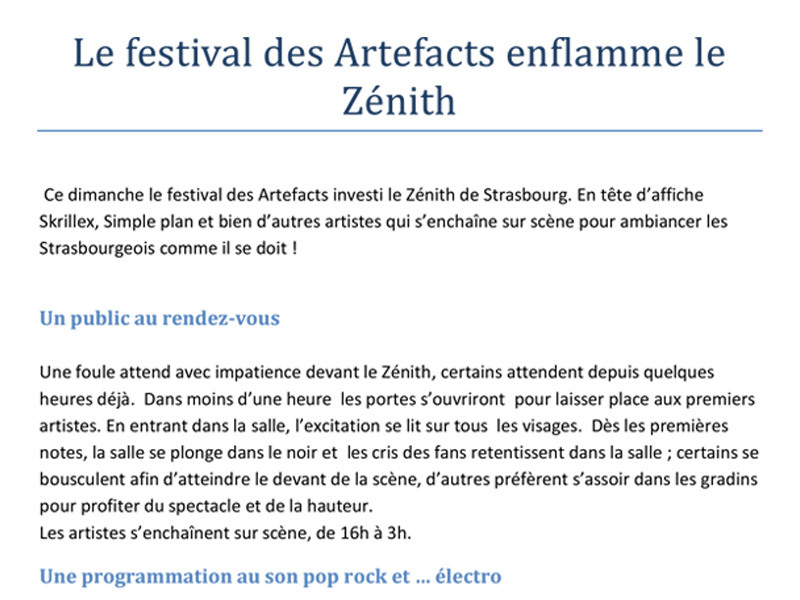 Le festival des Artefacts enflamme le
Zénith
Ce dimanche le festival des Artefacts investi le Zénith de Strasbourg. En tête d’affiche
Skrillex, Simple plan et bien d’autres artistes qui s’enchaîne sur scène pour ambiancer les
Strasbourgeois comme il se doit !
Un public au rendez-vous
Une foule attend avec impatience devant le Zénith, certains attendent depuis quelques
heures déjà.  Dans moins d’une heure  les portes s’ouvriront  pour laisser place aux premiers
artistes. En entrant dans la salle, l’excitation se lit sur tous  les visages.  Dès les premières
notes, la salle se plonge dans le noir et  les cris des fans retentissent dans la salle ; certains se
bousculent afin d’atteindre le devant de la scène, d’autres préfèrent s’assoir dans les gradins
pour profiter du spectacle et de la hauteur.
Les artistes s’enchaînent sur scène, de 16h à 3h.
Une programmation au son pop rock et … électro